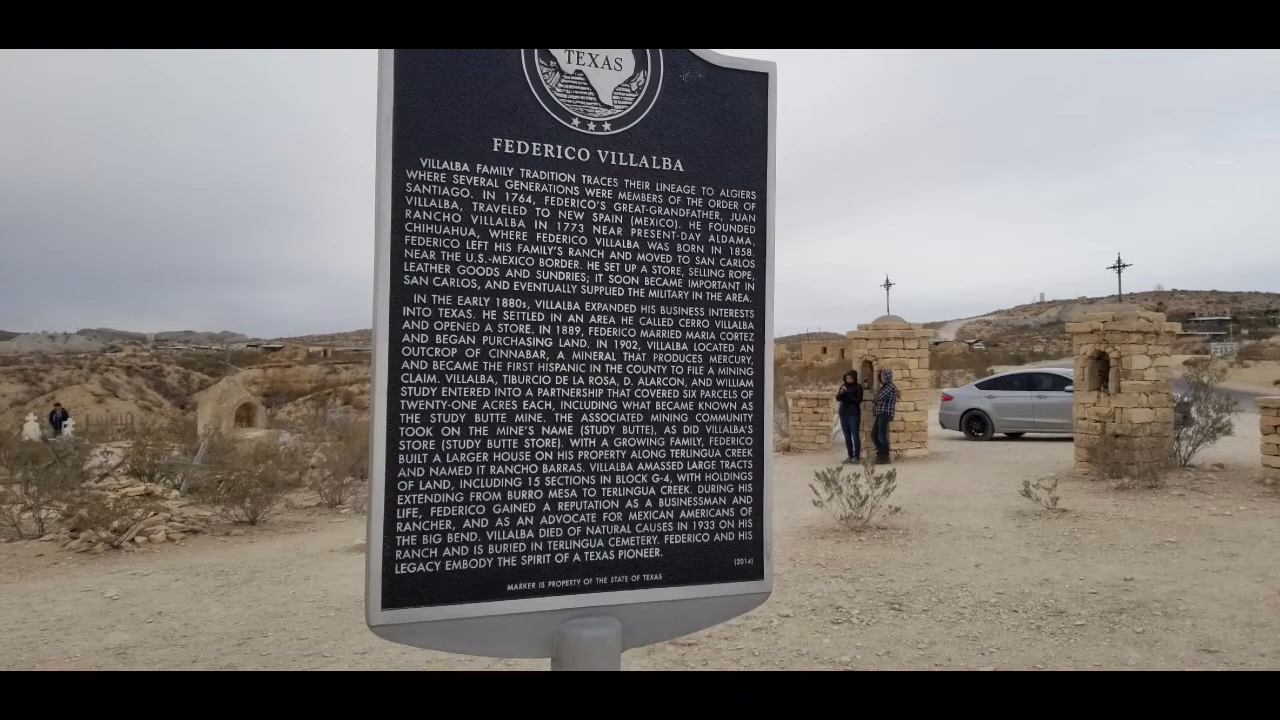 TEXAS
FEDERICO VILLALBA
VILLALBA FAMILY TRADITION TRACES THEIR LINEAGE TO ALGIERS
WHERE SEVERAL GENERATIONS WERE MEMBERS OF THE ORDER OF
SANTIAGO. IN 1764, FEDERICO'S GREAT-GRANDFATHER, JUAN
VILLALBA, TRAVELED TO NEW SPAIN (MEXICO). HE FOUNDED
RANCHO VILLALBA IN 1773 NEAR PRESENT-DAY ALDAMA,
CHIHUAHUA, WHERE FEDERICO VILLALBA WAS BORN IN 1858.
FEDERICO LEFT HIS FAMILY'S RANCH AND MOVED TO SAN CARLOS
NEAR THE U.S.-MEXICO BORDER. HE SET UP A STORE, SELLING ROPE,
LEATHER GOODS AND SUNDRIES; IT SOON BECAME IMPORTANT IN
SAN CARLOS, AND EVENTUALLY SUPPLIED THE MILITARY IN THE AREA.
IN THE EARLY 1880s, VILLALBA EXPANDED HIS BUSINESS INTERESTS
INTO TEXAS. HE SETTLED IN AN AREA HE CALLED CERRO VILLALBA
AND OPENED A STORE. IN 1889, FEDERICO MARRIED MARIA CORTEZ
AND BEGAN PURCHASING LAND. IN 1902, VILLALBA LOCATED AN
OUTCROP OF CINNABAR, A MINERAL THAT PRODUCES MERCURY,
AND BECAME THE FIRST HISPANIC IN THE COUNTY TO FILE A MINING
CLAIM. VILLALBA, TIBURCIO DE LA ROSA, D. ALARCON, AND WILLIAM
STUDY ENTERED INTO A PARTNERSHIP THAT COVERED SIX PARCELS OF
TWENTY-ONE ACRES EACH, INCLUDING WHAT BECAME KNOWN AS
THE STUDY BUTTE MINE. THE ASSOCIATED MINING COMMUNITY
TOOK ON THE MINE'S NAME (STUDY BUTTE), AS DID VILLALBA'S
STORE (STUDY BUTTE STORE). WITH A GROWING FAMILY, FEDERICO
BUILT A LARGER HOUSE ON HIS PROPERTY ALONG TERLINGUA CREEK
AND NAMED IT RANCHO BARRAS. VILLALBA AMASSED LARGE TRACTS
OF LAND, INCLUDING 15 SECTIONS IN BLOCK G-4, WITH HOLDINGS
EXTENDING FROM BURRO MESA TO TERLINGUA CREEK. DURING HIS
LIFE, FEDERICO GAINED A REPUTATION AS A BUSINESSMAN AND
RANCHER, AND AS AN ADVOCATE FOR MEXICAN AMERICANS OF
THE BIG BEND. VILLALBA DIED OF NATURAL CAUSES IN 1933 ON HIS
RANCH AND IS BURIED IN TERLINGUA CEMETERY. FEDERICO AND HIS
LEGACY EMBODY THE SPIRIT OF A TEXAS PIONEER.
(2014)
MARKER IS PROPERTY OF THE STATE OF TEXAS